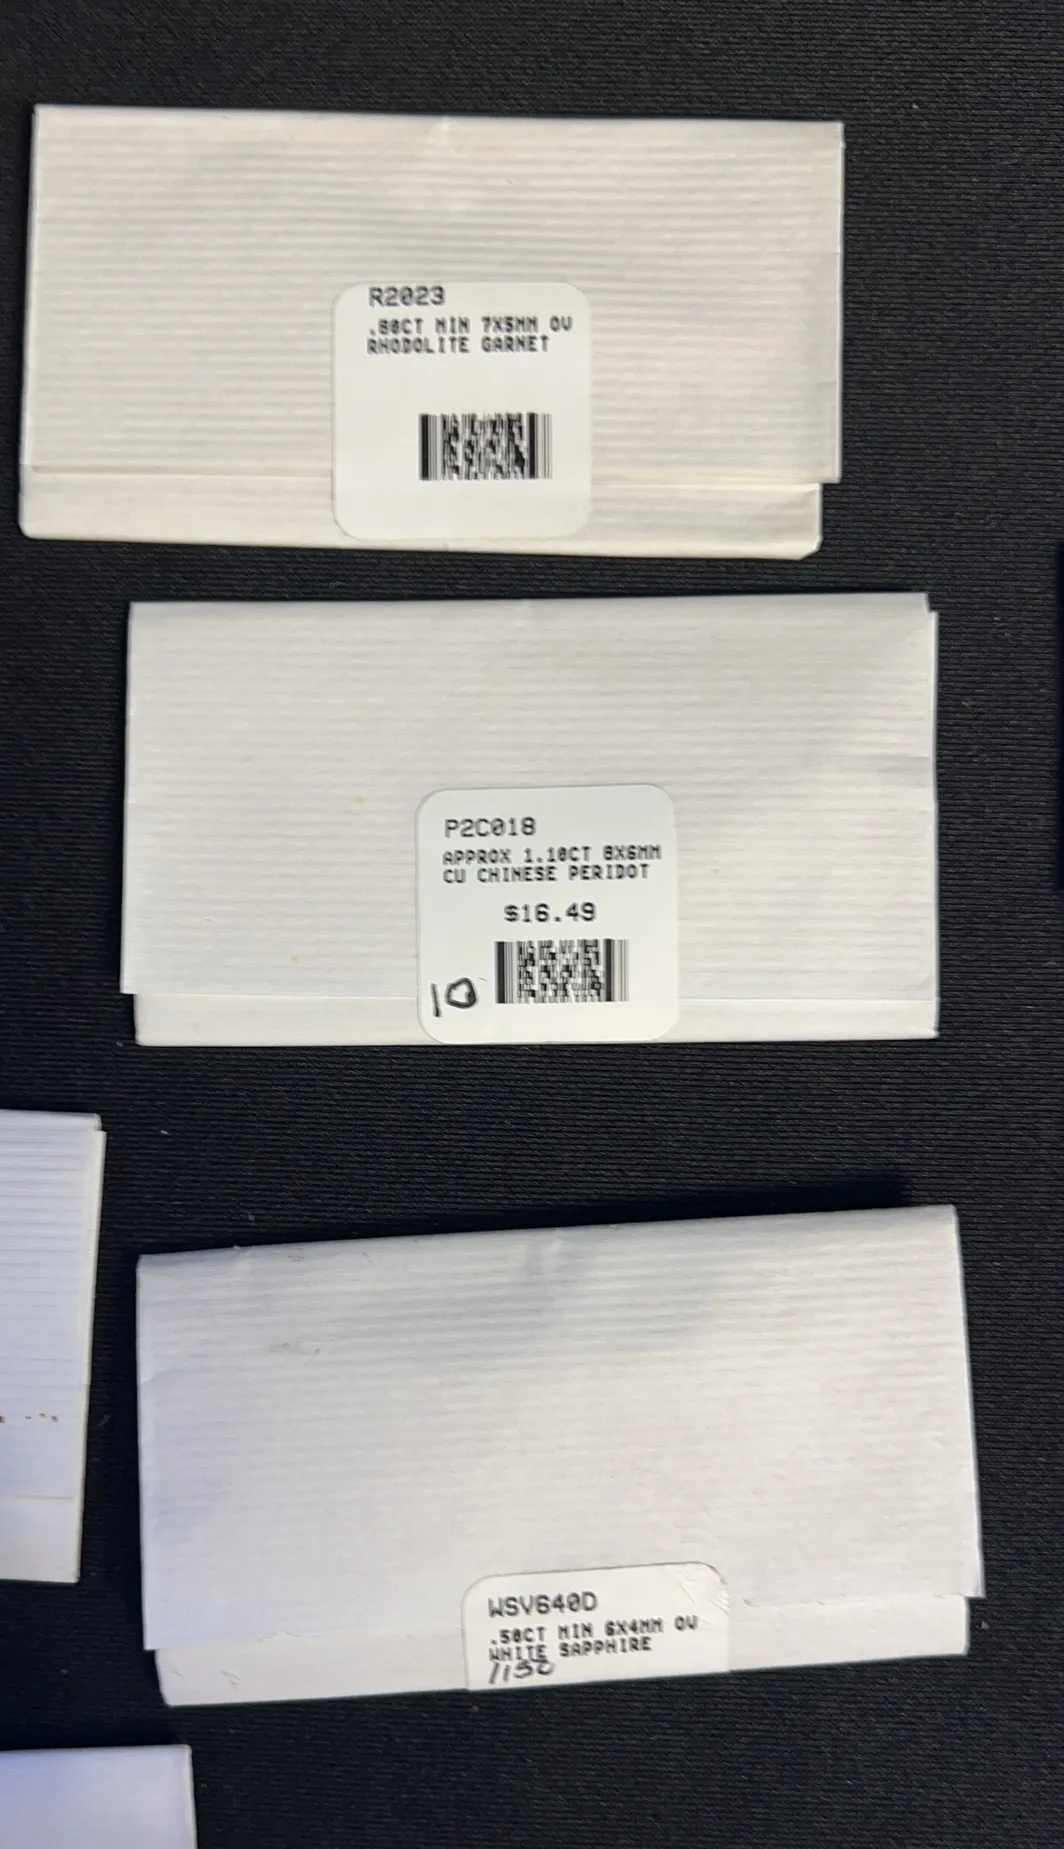 R2023
.80CT MIN 7X5MM OV
RHODOLITE GARNET
P2C018
APPROX 1.10CT 8X6MM
CU CHINESE PERIDOT
$16.49
10
WSV640D
.50CT MIN 6X4MM OV
WHITE SAPPHIRE
1150